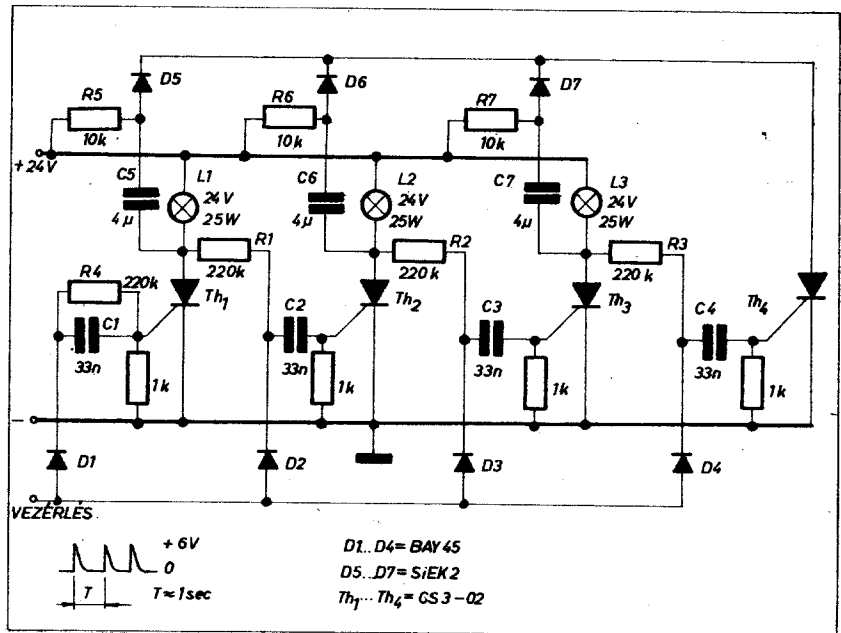 D5
D6
D7
R5
R6
R7
10k
10k
10k
+24V
C5
L1
C6
L2
C7
L3
24V
24V
24V
4µ
25W
4µ
25W
4µ
25W
R1
R2
R3
R4
220k
220k
220k
220k
Th1
Th2
Th3
Th4
C1
C2
C3
C4
33n
33n
33n
33n
1k
1k
1k
1k
–
D1
D2
D3
D4
VEZÉRLÉS
+6V
0
T
T≈1sec
D1...D4=BAY45
D5...D7=SiEK2
Th1...Th4=CS3-02